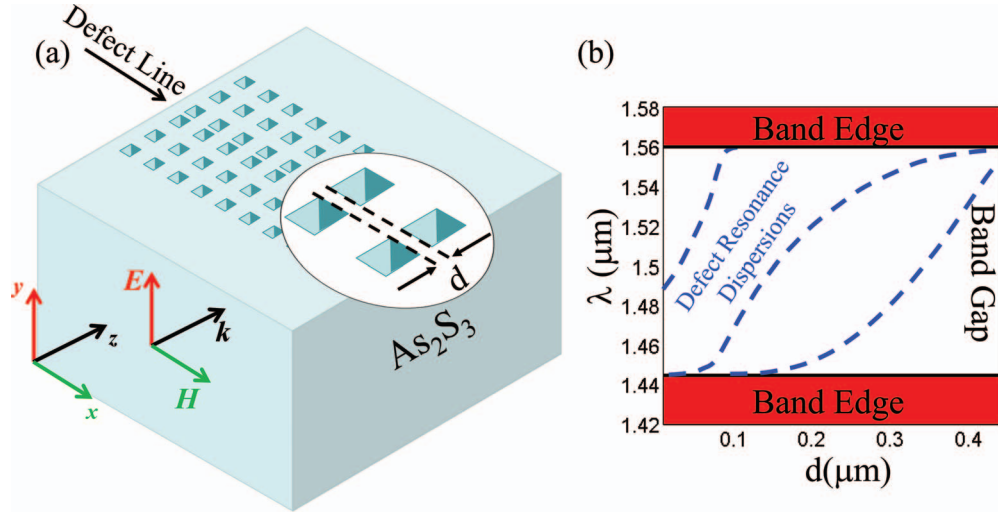 (a)
Defect Line
d
As₂S₃
y
z
x
E
k
H
(b)
λ (μm)
1.58
1.56
1.54
1.52
1.5
1.48
1.46
1.44
1.42
Band Edge
Defect Resonance
Dispersions
Band Gap
Band Edge
0.1
0.2
0.3
0.4
d(μm)